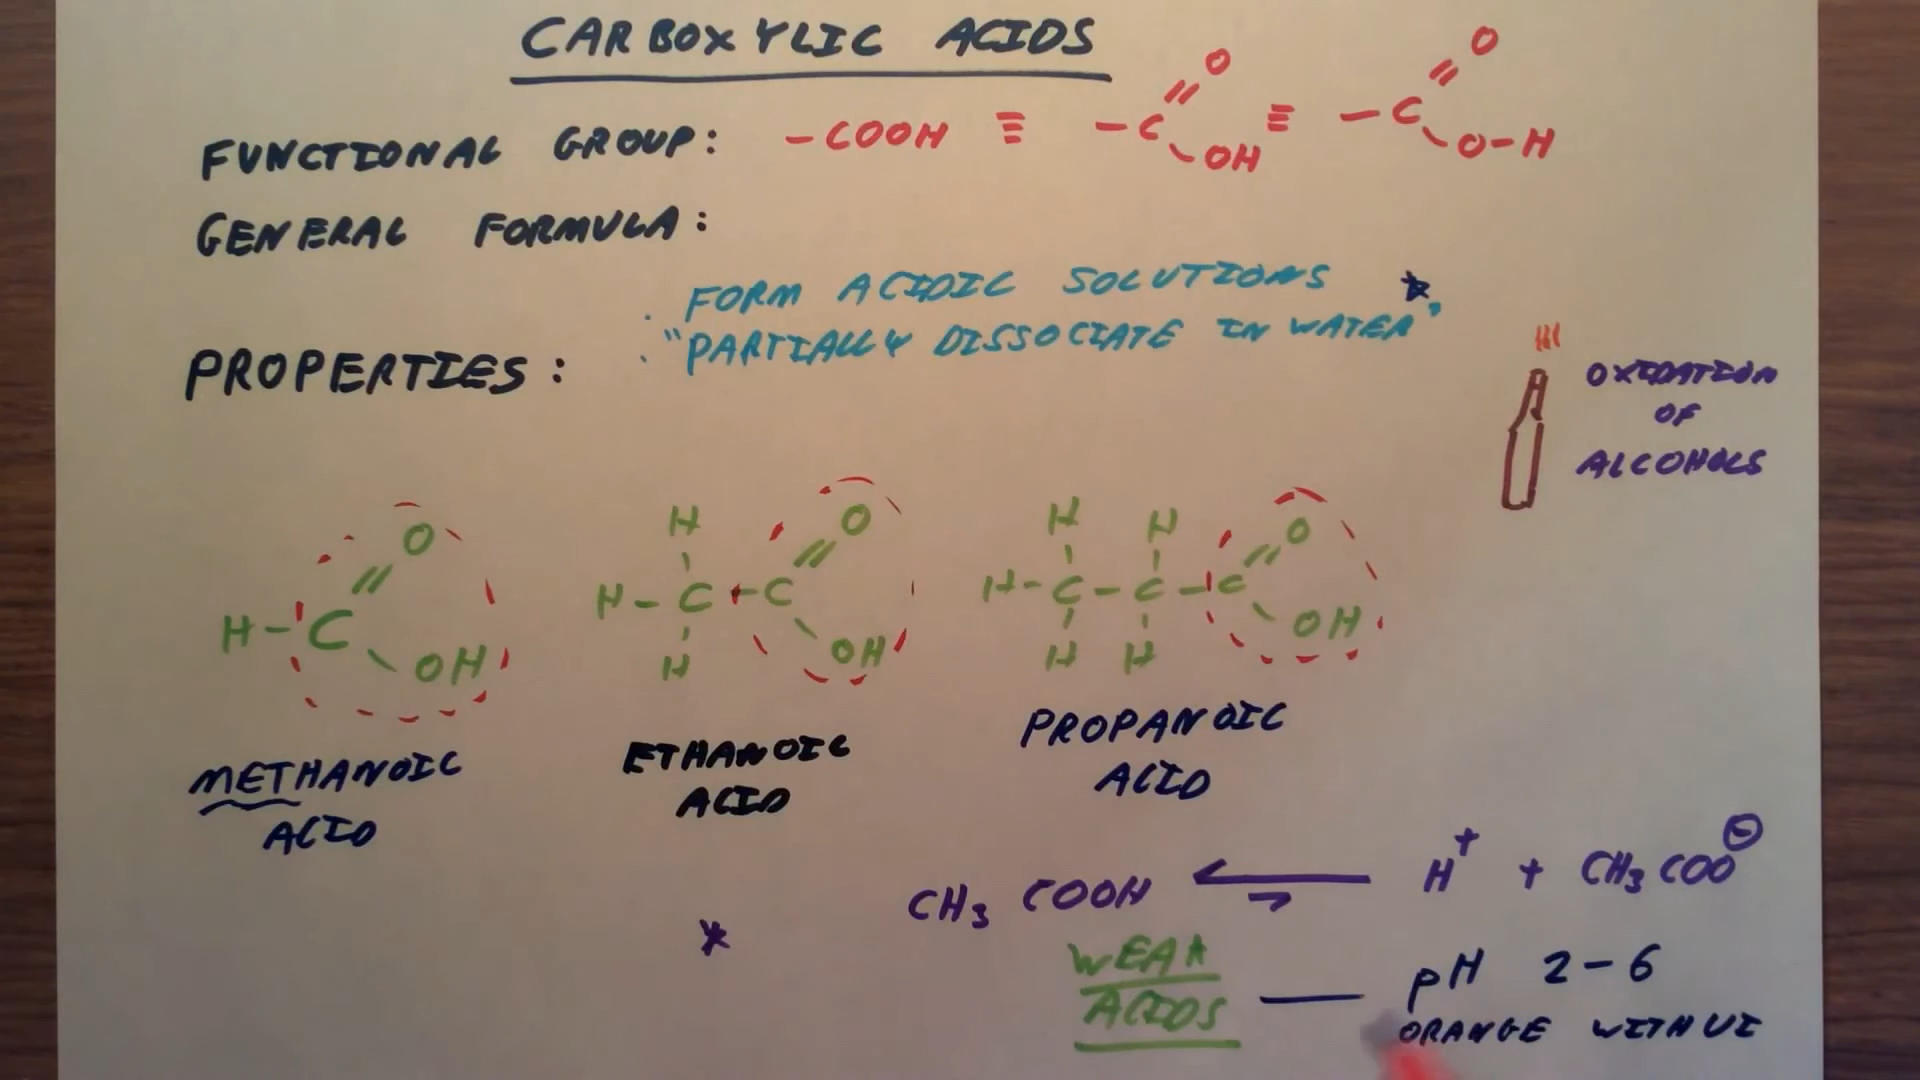 CARBOXYLIC ACIDS
FUNCTIONAL GROUP: -COOH ≡ -C=O OH ≡ -C=O O-H
GENERAL FORMULA:
PROPERTIES:
. FORM ACIDIC SOLUTIONS *
. "PARTIALLY DISSOCIATE IN WATER"
OXIDATION
OF
ALCOHOLS
O
H-C
OH
METHANOIC
ACID
H O
H-C-C
H OH
ETHANOIC
ACID
H H O
H-C-C-C
H H OH
PROPANOIC
ACID
* CH₃COOH ⇌ H⁺ + CH₃COO⊖
WEAK
ACIDS — pH 2-6
ORANGE WITH UI